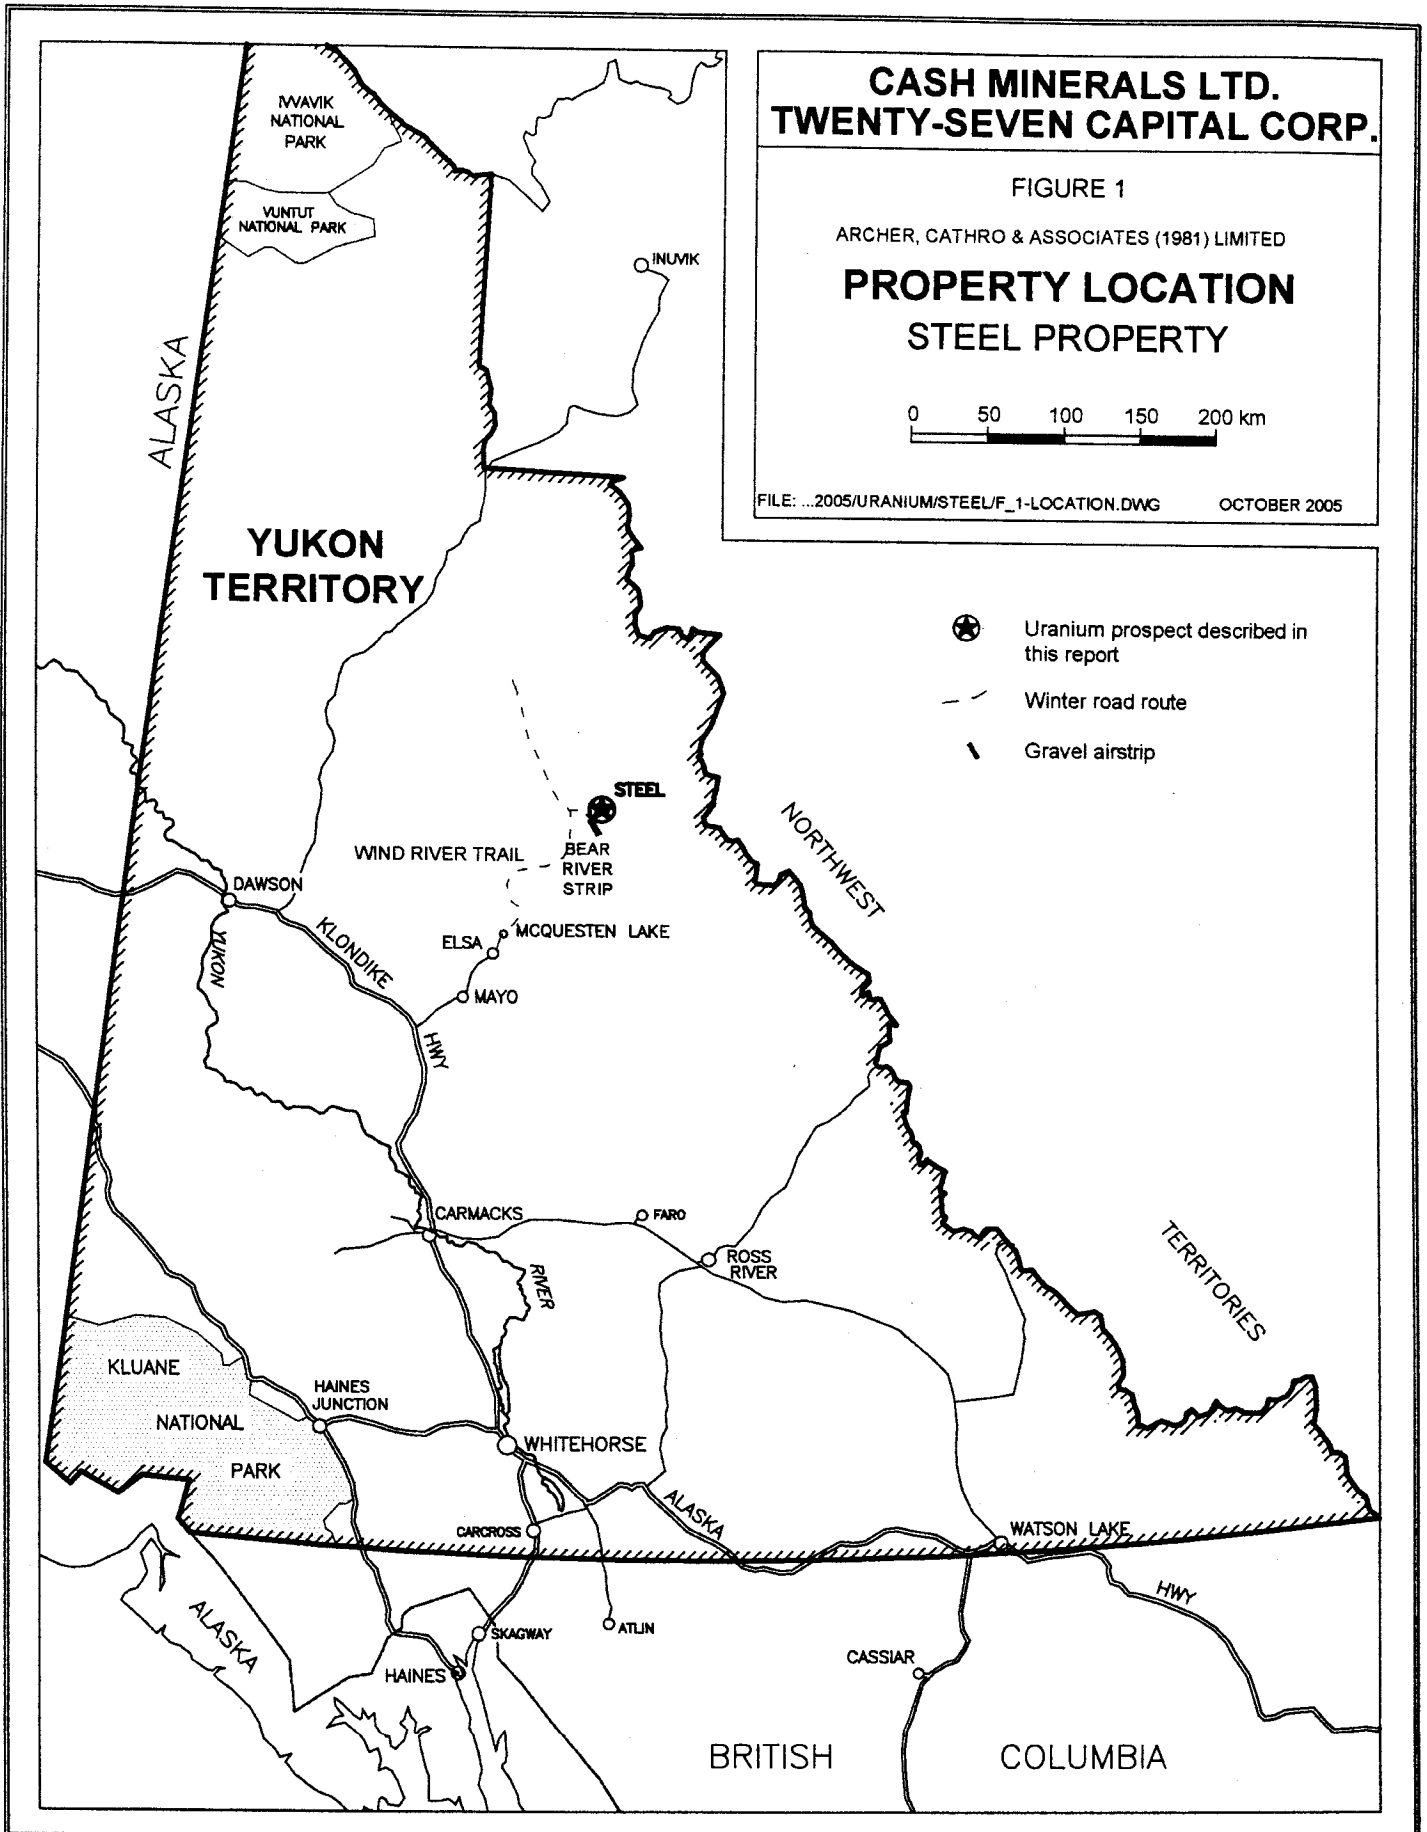 CASH MINERALS LTD.
TWENTY-SEVEN CAPITAL CORP.
FIGURE 1
ARCHER, CATHRO & ASSOCIATES (1981) LIMITED
PROPERTY LOCATION
STEEL PROPERTY
0 50 100 150 200 km
FILE: ...2005/URANIUM/STEEL/F_1-LOCATION.DWG OCTOBER 2005
Uranium prospect described in
this report
Winter road route
Gravel airstrip
IVVAVIK
NATIONAL
PARK
VUNTUT
NATIONAL PARK
INUVIK
ALASKA
YUKON
TERRITORY
STEEL
WIND RIVER TRAIL
BEAR
RIVER
STRIP
NORTHWEST
DAWSON
YUKON
KLONDIKE
HWY
ELSA
MCQUESTEN LAKE
MAYO
CARMACKS
FARO
ROSS
RIVER
RIVER
TERRITORIES
KLUANE
NATIONAL
PARK
HAINES
JUNCTION
WHITEHORSE
ALASKA
CARCROSS
WATSON LAKE
HWY
ALASKA
SKAGWAY
ATLIN
HAINES
CASSIAR
BRITISH COLUMBIA